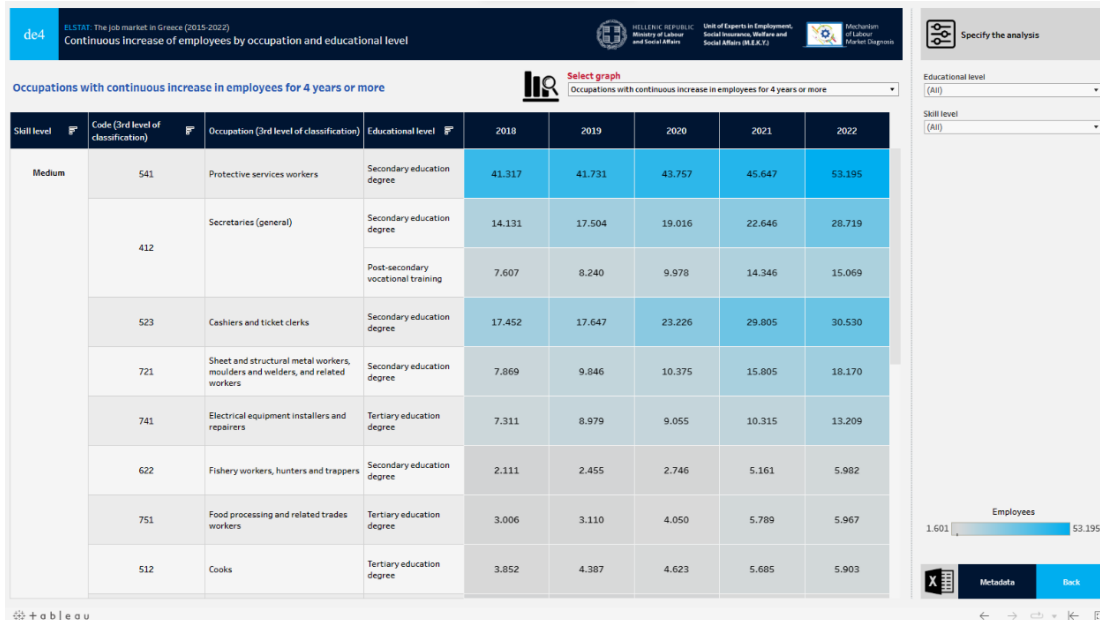 de4
ELSTAT: The job market in Greece (2015-2022)
Continuous increase of employees by occupation and educational level
HELLENIC REPUBLIC
Ministry of Labour
and Social Affairs
Unit of Experts in Employment,
Social Insurance, Welfare and
Social Affairs (M.E.K.Y.)
Mechanism
of Labour
Market Diagnosis
Specify the analysis
Occupations with continuous increase in employees for 4 years or more
Select graph
Occupations with continuous increase in employees for 4 years or more
Educational level
(All)
Skill level
(All)
Skill level
Code (3rd level of
classification)
Occupation (3rd level of classification)
Educational level
2018
2019
2020
2021
2022
Medium
541
Protective services workers
Secondary education
degree
41.317
41.731
43.757
45.647
53.195
412
Secretaries (general)
Secondary education
degree
14.131
17.504
19.016
22.646
28.719
Post-secondary
vocational training
7.607
8.240
9.978
14.346
15.069
523
Cashiers and ticket clerks
Secondary education
degree
17.452
17.647
23.226
29.805
30.530
721
Sheet and structural metal workers,
moulders and welders, and related
workers
Secondary education
degree
7.869
9.846
10.375
15.805
18.170
741
Electrical equipment installers and
repairers
Tertiary education
degree
7.311
8.979
9.055
10.315
13.209
622
Fishery workers, hunters and trappers
Secondary education
degree
2.111
2.455
2.746
5.161
5.982
751
Food processing and related trades
workers
Tertiary education
degree
3.006
3.110
4.050
5.789
5.967
512
Cooks
Tertiary education
degree
3.852
4.387
4.623
5.685
5.903
Employees
1.601
53.195
X
Metadata
Back
+ a b l e a u